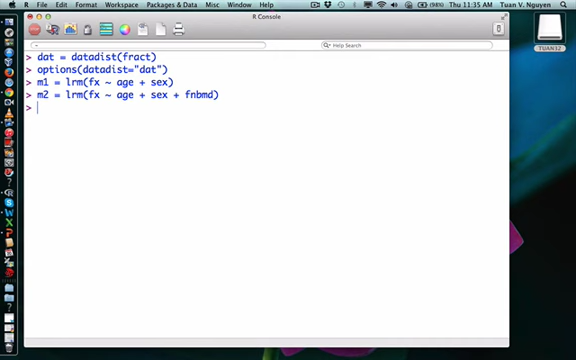 R File Edit Format Workspace Packages & Data Misc Window Help (98%) Thu 11:35 AM Tuan V. Nguyen
R Console
Help Search
> dat = datadist(fract)
> options(datadist="dat")
> m1 = lrm(fx ~ age + sex)
> m2 = lrm(fx ~ age + sex + fnbmd)
>
TUAN32